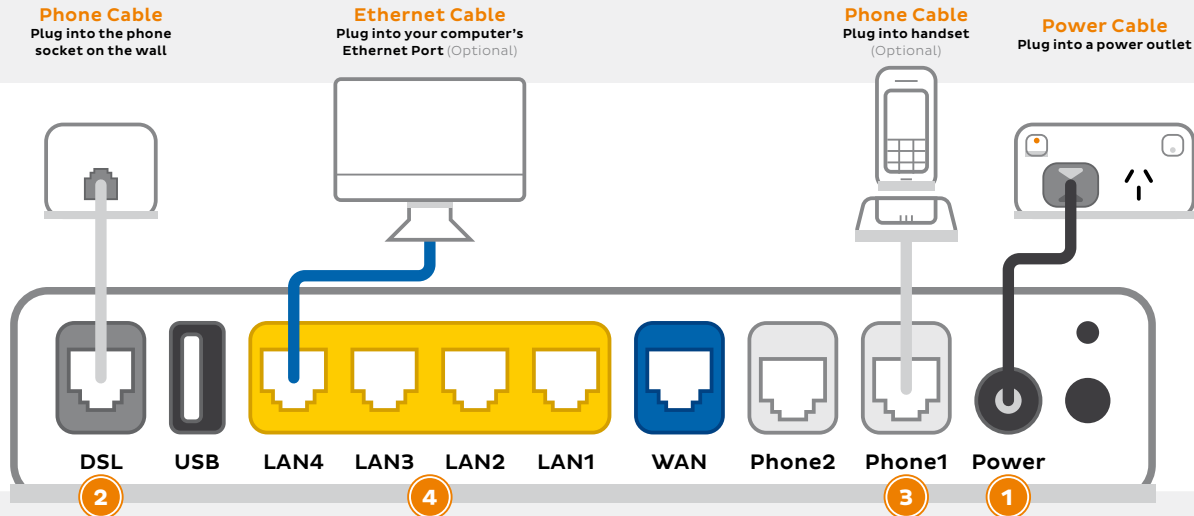 Phone Cable
Plug into the phone
socket on the wall
Ethernet Cable
Plug into your computer's
Ethernet Port (Optional)
Phone Cable
Plug into handset
(Optional)
Power Cable
Plug into a power outlet
DSL
USB
LAN4
LAN3
LAN2
LAN1
WAN
Phone2
Phone1
Power
2
4
3
1